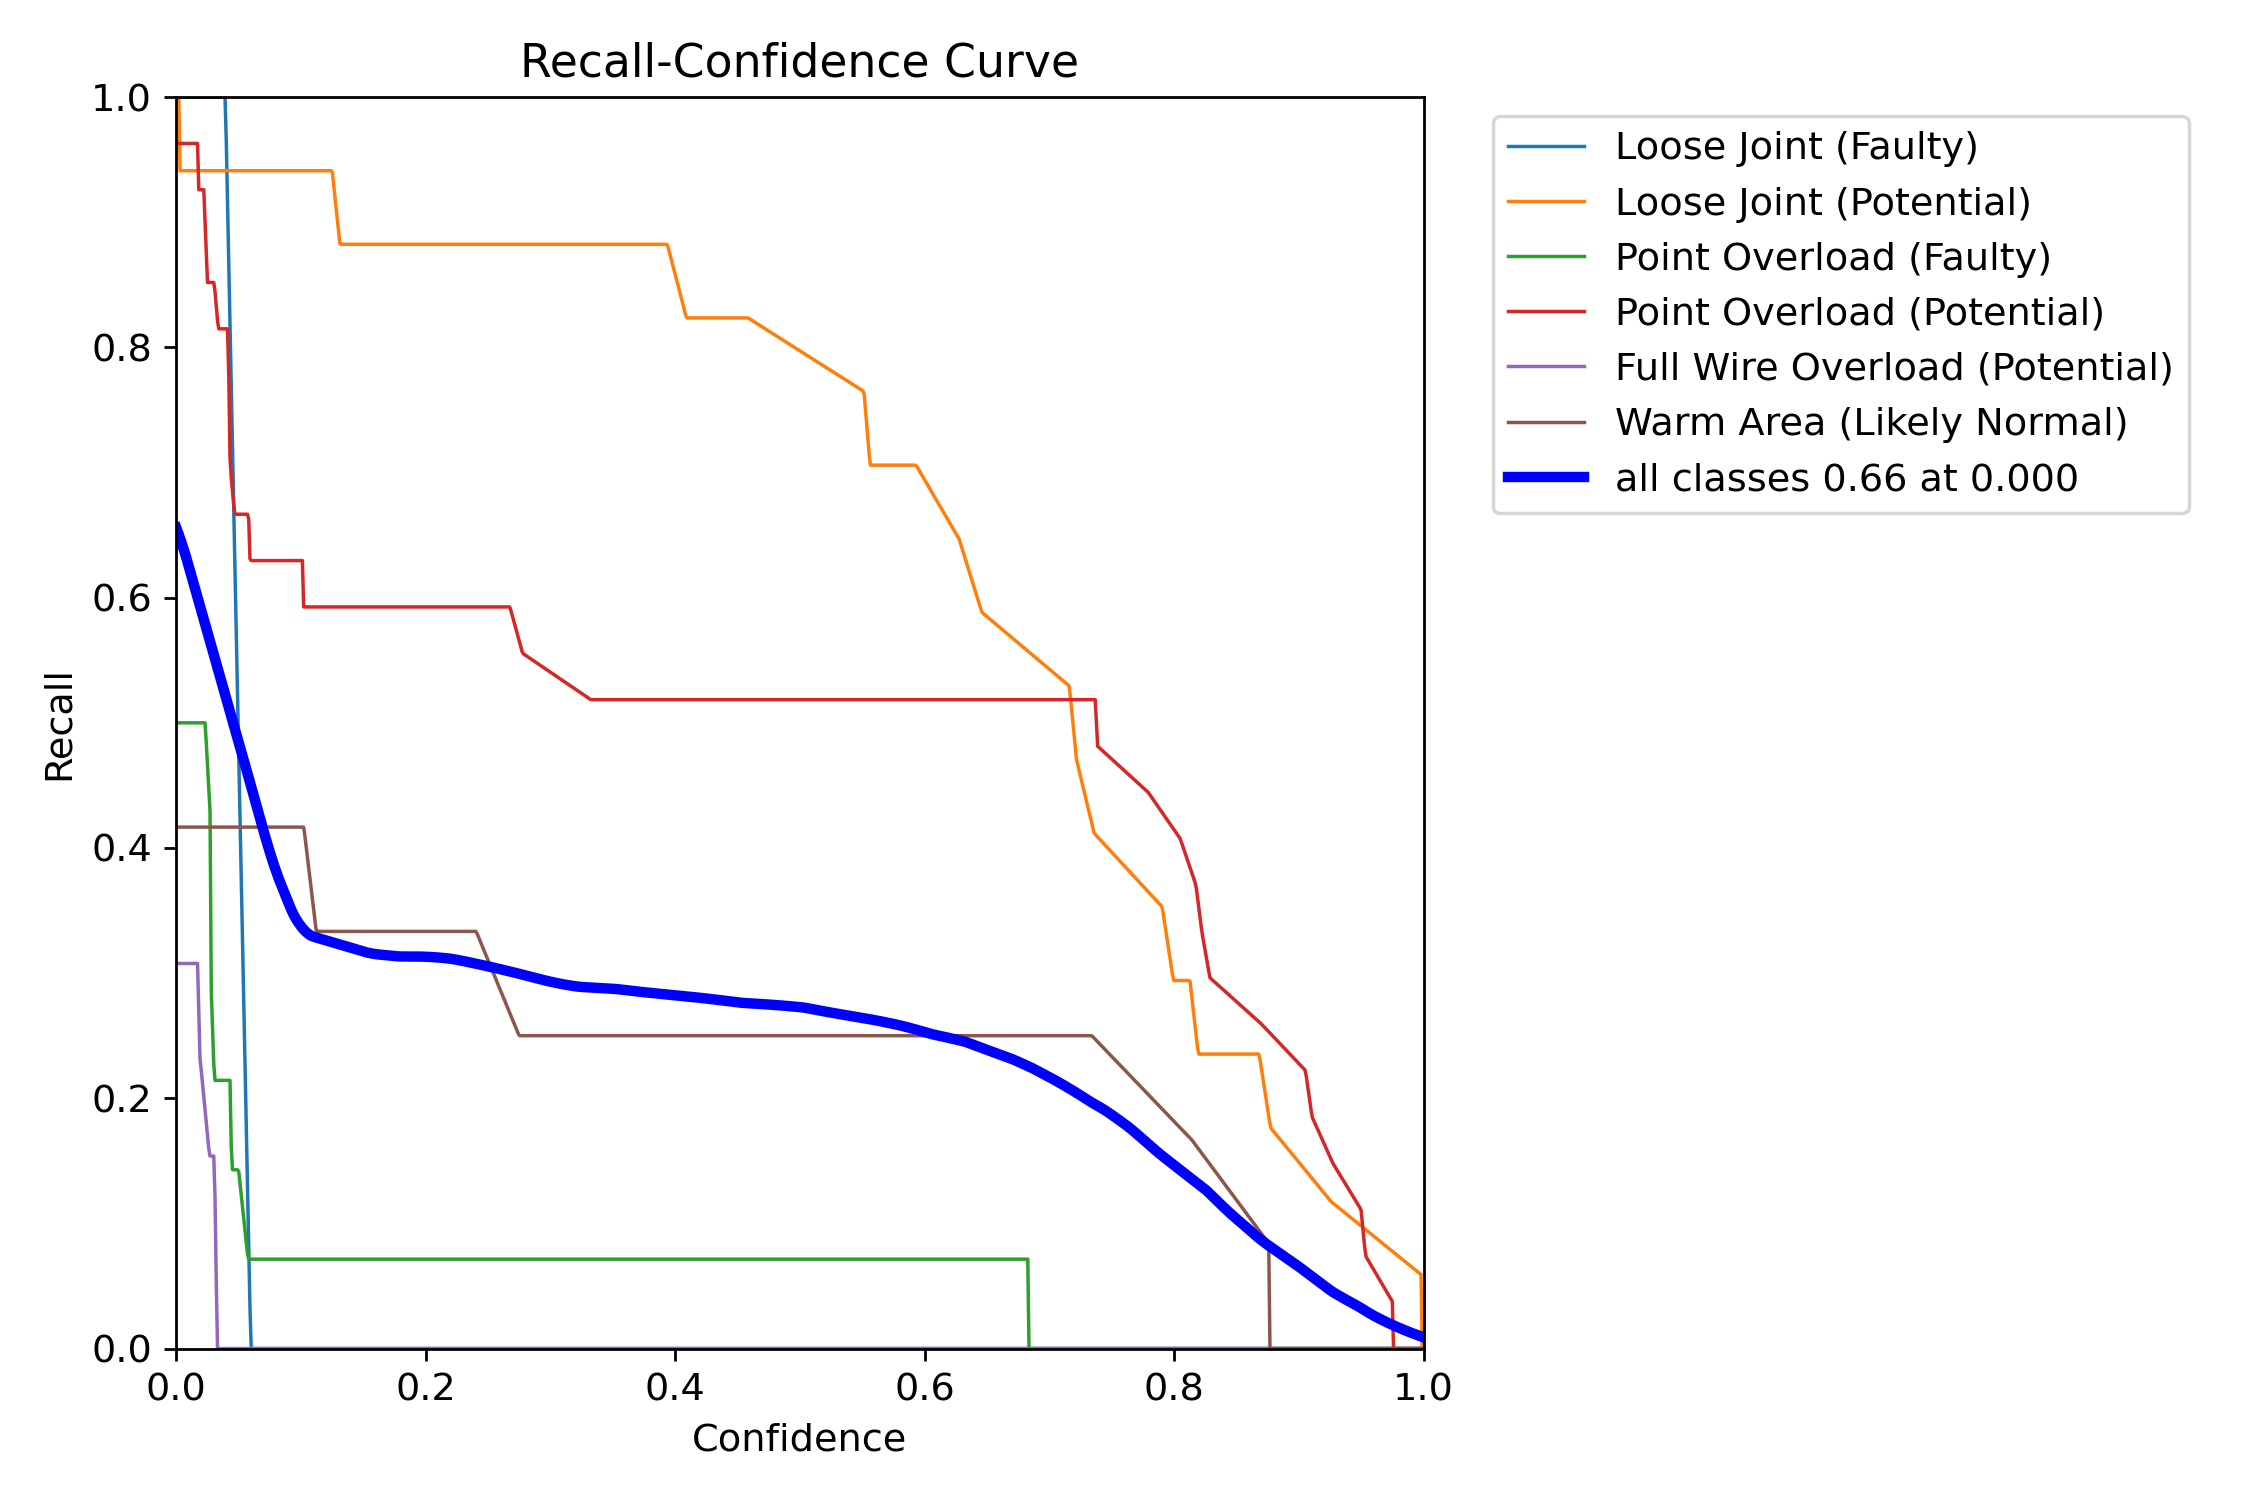 Recall-Confidence Curve
1.0
0.8
0.6
0.4
0.2
0.0
Recall
0.0 0.2 0.4 0.6 0.8 1.0
Confidence
Loose Joint (Faulty)
Loose Joint (Potential)
Point Overload (Faulty)
Point Overload (Potential)
Full Wire Overload (Potential)
Warm Area (Likely Normal)
all classes 0.66 at 0.000